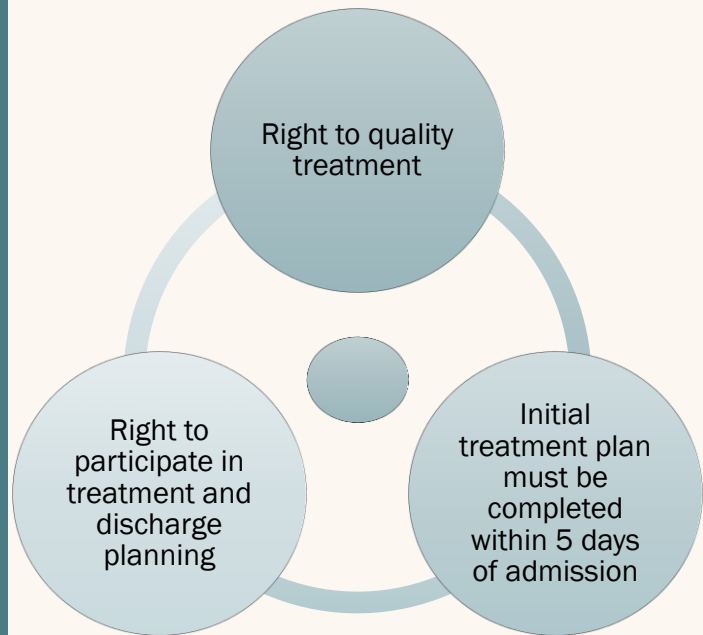 Right to quality
treatment
Right to
participate in
treatment and
discharge
planning
Initial
treatment plan
must be
completed
within 5 days
of admission